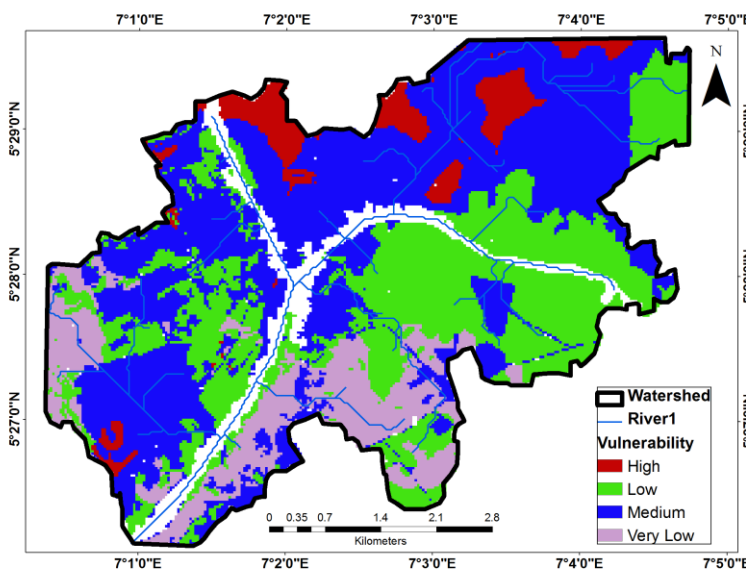 7°1'0"E 7°2'0"E 7°3'0"E 7°4'0"E 7°5'0"E
N
5°29'0"N
5°28'0"N
5°27'0"N
Watershed
River1
Vulnerability
High
Low
Medium
Very Low
0 0.35 0.7 1.4 2.1 2.8
Kilometers
7°1'0"E 7°2'0"E 7°3'0"E 7°4'0"E 7°5'0"E